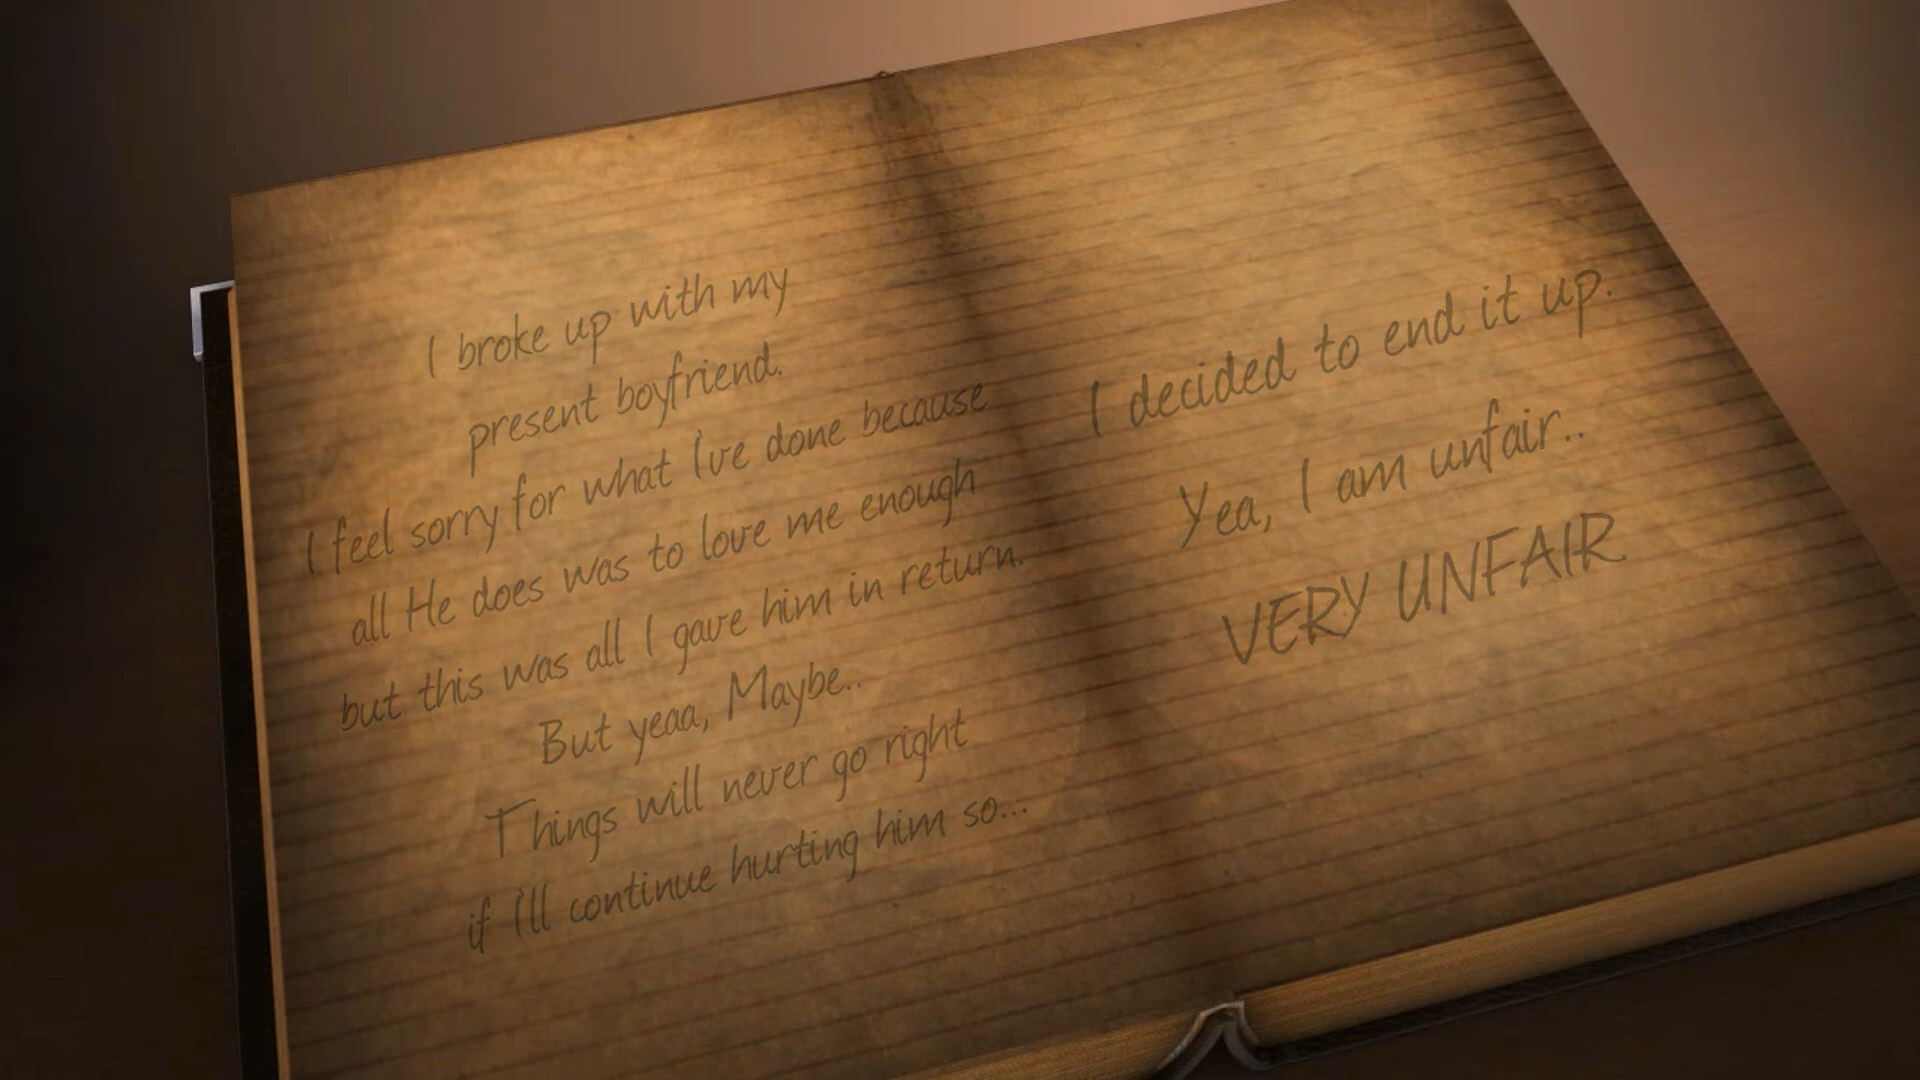 I broke up with my
present boyfriend.
I feel sorry for what I've done because
all He does was to love me enough
but this was all I gave him in return.
But yeaa, Maybe..
Things will never go right
if I'll continue hurting him so...
I decided to end it up.
Yea, I am unfair..
VERY UNFAIR.